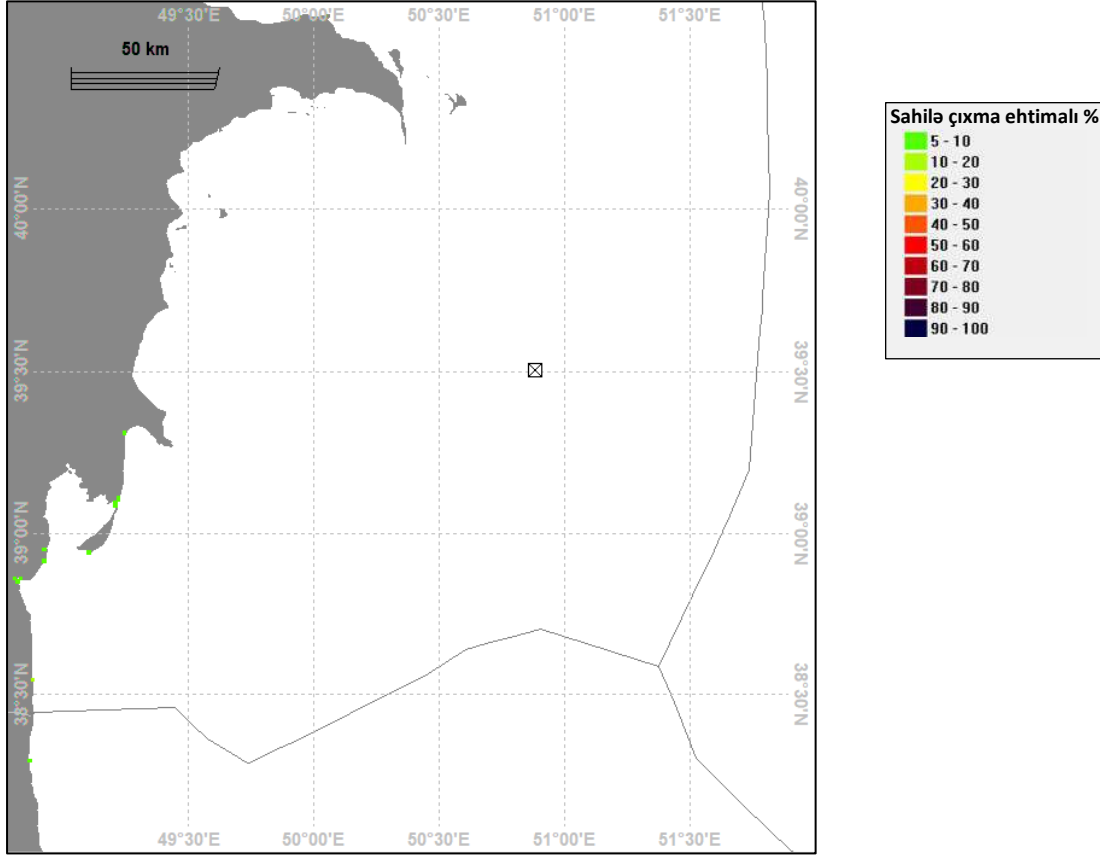 49°30'E 50°00'E 50°30'E 51°00'E 51°30'E
50 km
40°00'N 40°00'N
39°30'N 39°30'N
39°00'N 39°00'N
38°30'N 38°30'N
49°30'E 50°00'E 50°30'E 51°00'E 51°30'E
Sahilə çıxma ehtimalı %
5 - 10
10 - 20
20 - 30
30 - 40
40 - 50
50 - 60
60 - 70
70 - 80
80 - 90
90 - 100